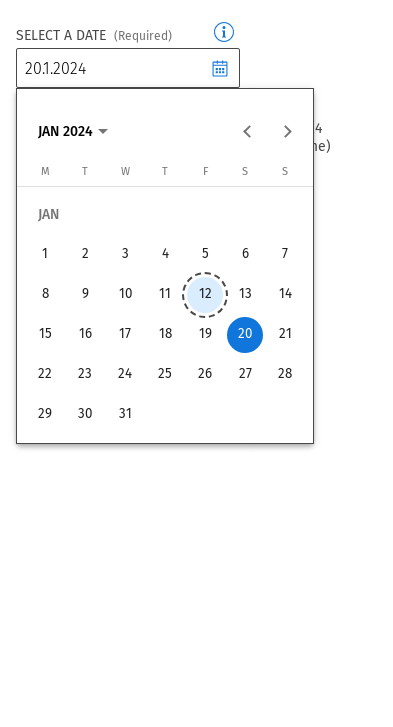 SELECT A DATE (Required)
20.1.2024
JAN 2024
4
M T W T F S S
JAN
1 2 3 4 5 6 7
8 9 10 11 12 13 14
15 16 17 18 19 20 21
22 23 24 25 26 27 28
29 30 31